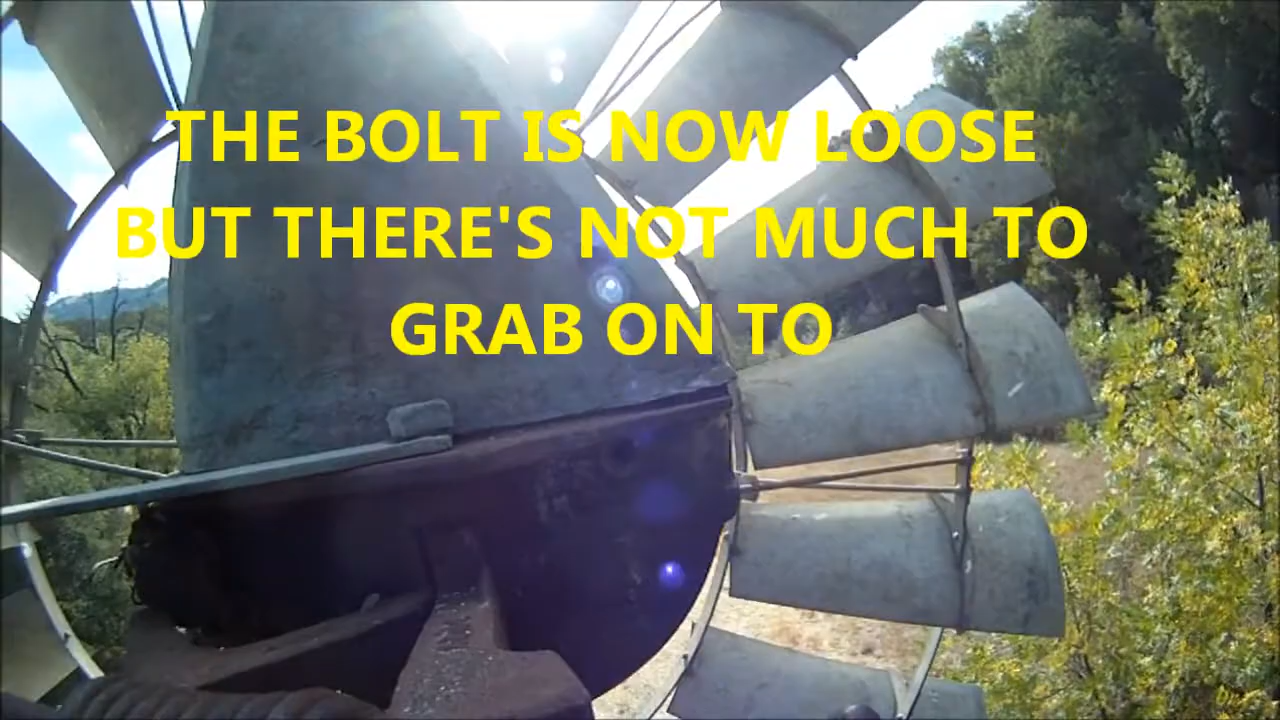 THE BOLT IS NOW LOOSE
BUT THERE'S NOT MUCH TO
GRAB ON TO